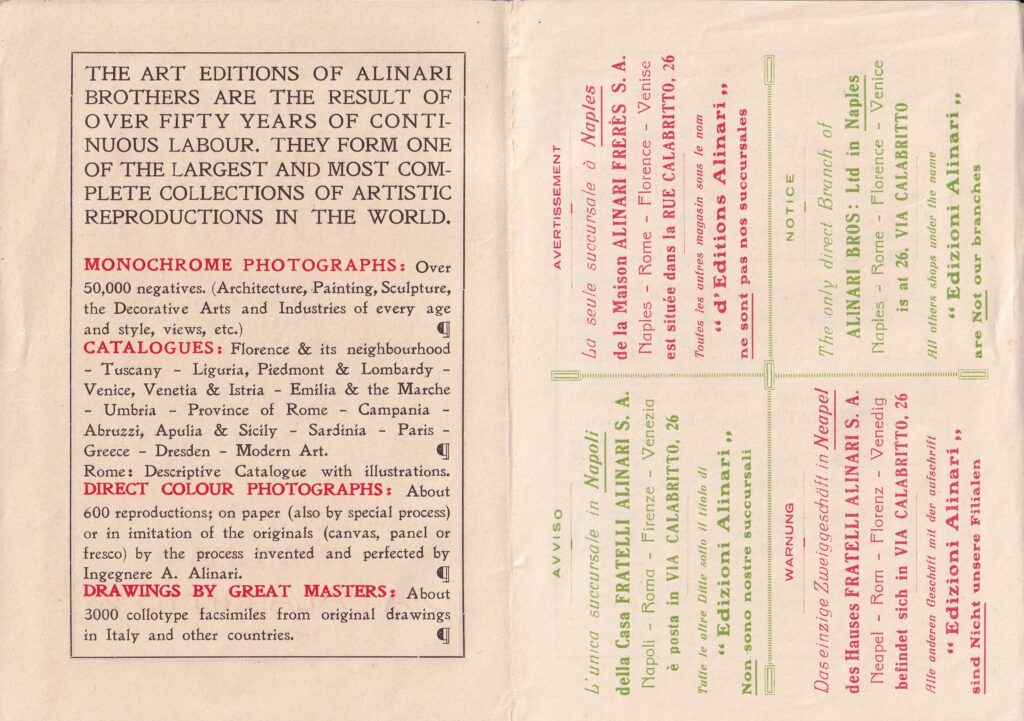 THE ART EDITIONS OF ALINARI
BROTHERS ARE THE RESULT OF
OVER FIFTY YEARS OF CONTI-
NUOUS LABOUR. THEY FORM ONE
OF THE LARGEST AND MOST COM-
PLETE COLLECTIONS OF ARTISTIC
REPRODUCTIONS IN THE WORLD.
MONOCHROME PHOTOGRAPHS: Over
50,000 negatives. (Architecture, Painting, Sculpture,
the Decorative Arts and Industries of every age
and style, views, etc.) ¶
CATALOGUES: Florence & its neighbourhood
- Tuscany - Liguria, Piedmont & Lombardy -
Venice, Venetia & Istria - Emilia & the Marche
- Umbria - Province of Rome - Campania -
Abruzzi, Apulia & Sicily - Sardinia - Paris -
Greece - Dresden - Modern Art. ¶
Rome: Descriptive Catalogue with illustrations.
DIRECT COLOUR PHOTOGRAPHS: About
600 reproductions; on paper (also by special process)
or in imitation of the originals (canvas, panel or
fresco) by the process invented and perfected by
Ingegnere A. Alinari. ¶
DRAWINGS BY GREAT MASTERS: About
3000 collotype facsimiles from original drawings
in Italy and other countries. ¶
AVVISO
L'unica succursale in Napoli
della Casa FRATELLI ALINARI S. A.
Napoli - Roma - Firenze - Venezia
è posta in VIA CALABRITTO, 26
Tutte le altre Ditte sotto il titolo di
“ Edizioni Alinari „
Non sono nostre succursali
AVERTISSEMENT
La seule succursale à Naples
de la Maison ALINARI FRERÈS S. A.
Naples - Rome - Florence - Venise
est située dans la RUE CALABRITTO, 26
Toutes les autres magasin sous le nom
“ d'Editions Alinari „
ne sont pas nos succursales
WARNUNG
Das einzige Zweiggeschäft in Neapel
des Hauses FRATELLI ALINARI S. A.
Neapel - Rom - Florenz - Venedig
befindet sich in VIA CALABRITTO, 26
Alle anderen Geschäft mit der aufschrift
“ Edizioni Alinari „
sind Nicht unsere Filialen
NOTICE
The only direct Branch of
ALINARI BROS: Ltd in Naples
Naples - Rome - Florence - Venice
is at 26, VIA CALABRITTO
All others shops under the name
“ Edizioni Alinari „
are Not our branches